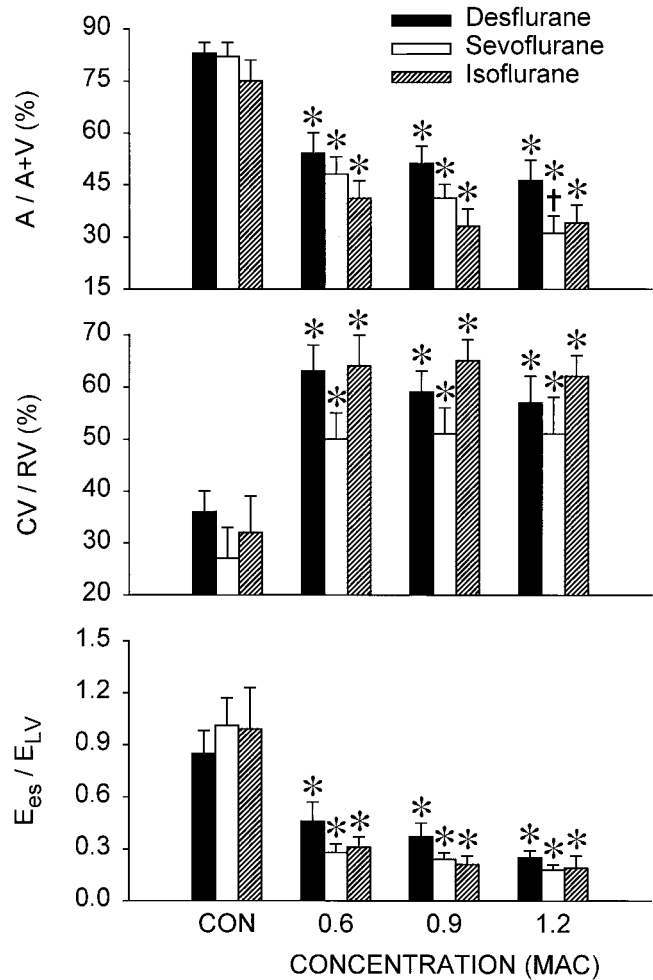 Desflurane
Sevoflurane
Isoflurane
A / A+V (%)
90
75
60
45
30
15
* * *
* * *
* * *
†
CV / RV (%)
70
60
50
40
30
20
* * *
* * *
* * *
Ees / ELV
1.5
1.2
0.9
0.6
0.3
0.0
* * *
* * *
* * *
CON 0.6 0.9 1.2
CONCENTRATION (MAC)